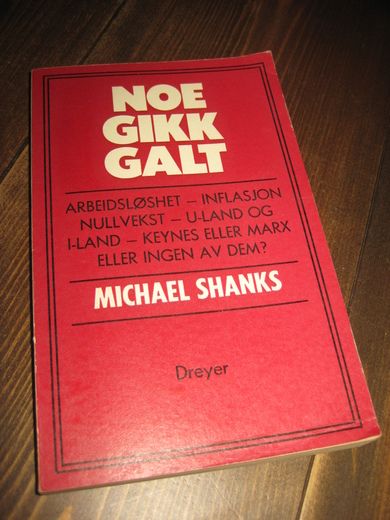 NOE
GIKK
GALT
ARBEIDSLØSHET – INFLASJON
NULLVEKST – U-LAND OG
I-LAND – KEYNES ELLER MARX
ELLER INGEN AV DEM?
MICHAEL SHANKS
Dreyer